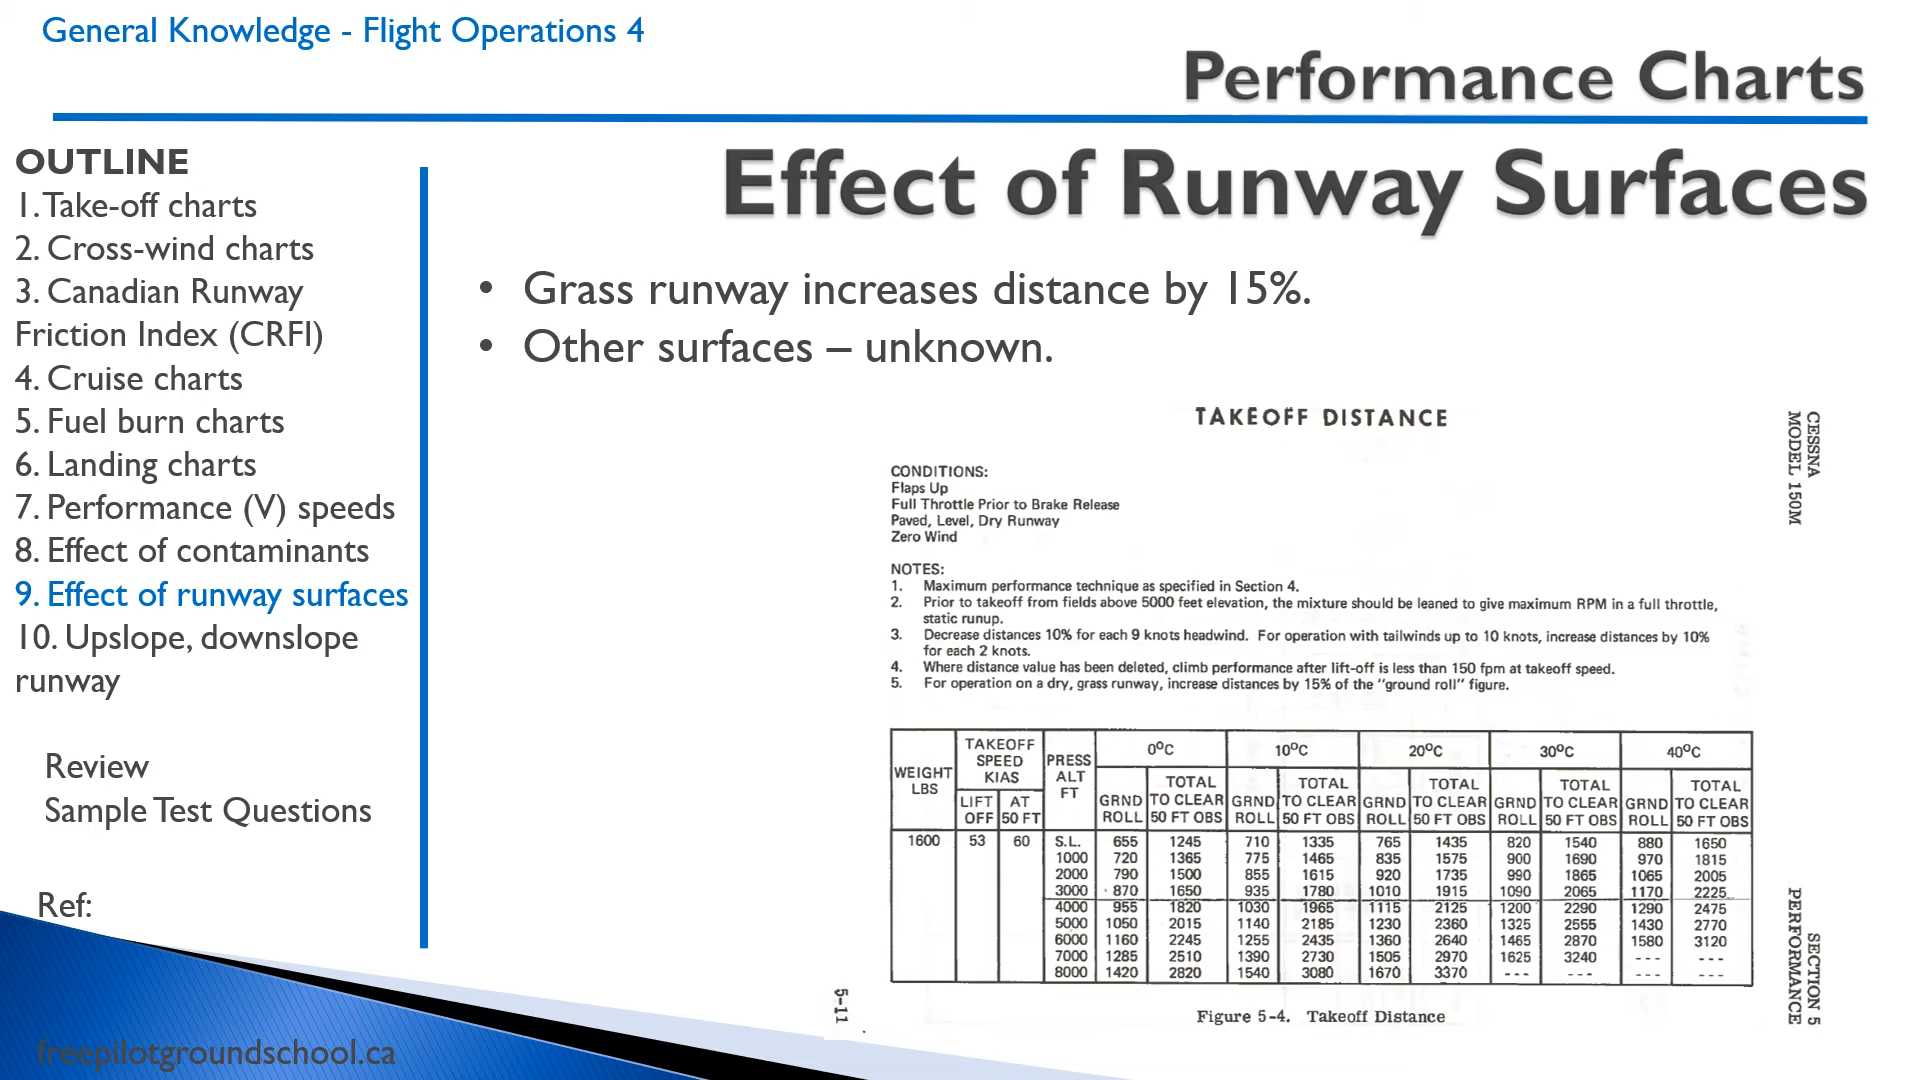 General Knowledge - Flight Operations 4
Performance Charts
OUTLINE
1. Take-off charts
2. Cross-wind charts
3. Canadian Runway
Friction Index (CRFI)
4. Cruise charts
5. Fuel burn charts
6. Landing charts
7. Performance (V) speeds
8. Effect of contaminants
9. Effect of runway surfaces
10. Upslope, downslope
runway
Review
Sample Test Questions
Ref:
freepilotgroundschool.ca
Effect of Runway Surfaces
• Grass runway increases distance by 15%.
• Other surfaces – unknown.
TAKEOFF DISTANCE
CESSNA
MODEL 150M
CONDITIONS:
Flaps Up
Full Throttle Prior to Brake Release
Paved, Level, Dry Runway
Zero Wind
NOTES:
1. Maximum performance technique as specified in Section 4.
2. Prior to takeoff from fields above 5000 feet elevation, the mixture should be leaned to give maximum RPM in a full throttle,
static runup.
3. Decrease distances 10% for each 9 knots headwind. For operation with tailwinds up to 10 knots, increase distances by 10%
for each 2 knots.
4. Where distance value has been deleted, climb performance after lift-off is less than 150 fpm at takeoff speed.
5. For operation on a dry, grass runway, increase distances by 15% of the "ground roll" figure.
WEIGHT
LBS
TAKEOFF
SPEED
KIAS
LIFT
OFF
AT
50 FT
PRESS
ALT
FT
0°C 10°C 20°C 30°C 40°C
GRND
ROLL
TOTAL
TO CLEAR
50 FT OBS
GRND
ROLL
TOTAL
TO CLEAR
50 FT OBS
GRND
ROLL
TOTAL
TO CLEAR
50 FT OBS
GRND
ROLL
TOTAL
TO CLEAR
50 FT OBS
GRND
ROLL
TOTAL
TO CLEAR
50 FT OBS
1600 53 60 S.L. 655 1245 710 1335 765 1435 820 1540 880 1650
1000 720 1365 775 1465 835 1575 900 1690 970 1815
2000 790 1500 855 1615 920 1735 990 1865 1065 2005
3000 870 1650 935 1780 1010 1915 1090 2065 1170 2225
4000 955 1820 1030 1965 1115 2125 1200 2290 1290 2475
5000 1050 2015 1140 2185 1230 2360 1325 2555 1430 2770
6000 1160 2245 1255 2435 1360 2640 1465 2870 1580 3120
7000 1285 2510 1390 2730 1505 2970 1625 3240 --- ---
8000 1420 2820 1540 3080 1670 3370 --- --- --- ---
Figure 5-4. Takeoff Distance
5-11
SECTION 5
PERFORMANCE